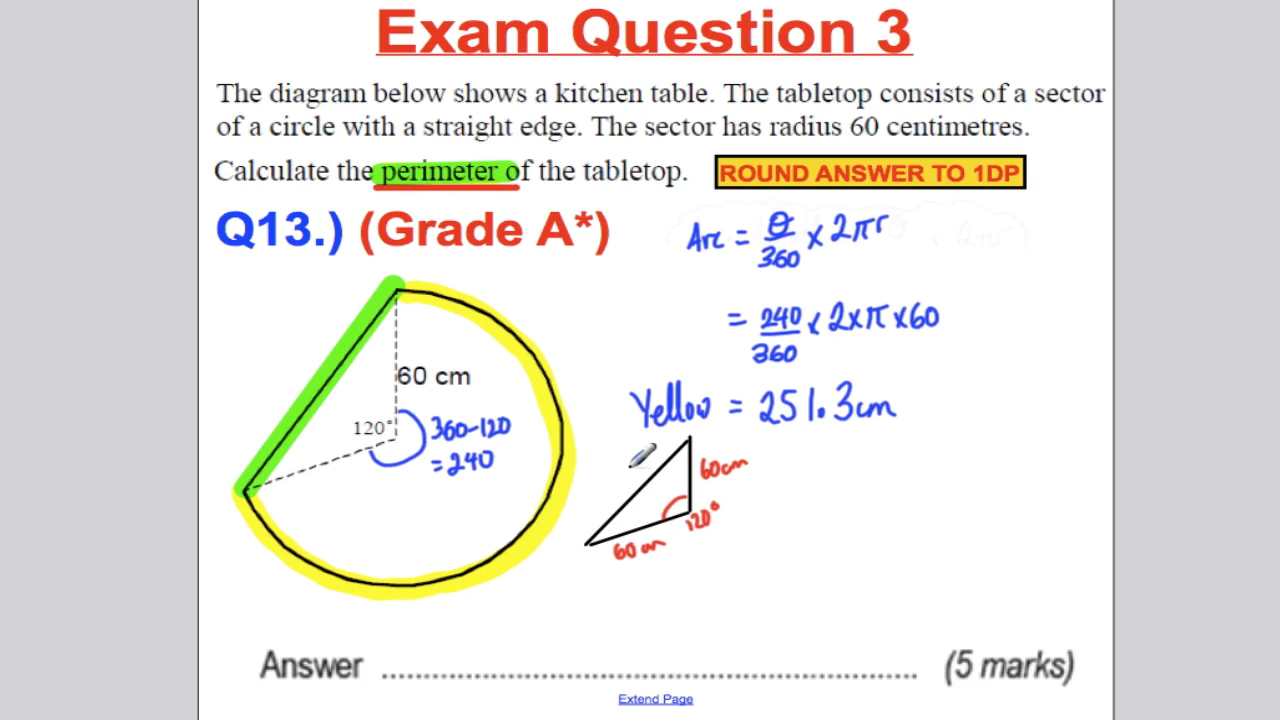 Exam Question 3
The diagram below shows a kitchen table. The tabletop consists of a sector
of a circle with a straight edge. The sector has radius 60 centimetres.
Calculate the perimeter of the tabletop. ROUND ANSWER TO 1DP
Q13.) (Grade A*)
Arc = θ/360 × 2πr
= 240/360 × 2×π×60
60 cm
120°
360-120
=240
Yellow = 251.3cm
60cm
120°
60cm
Answer ........................................................................ (5 marks)
Extend Page